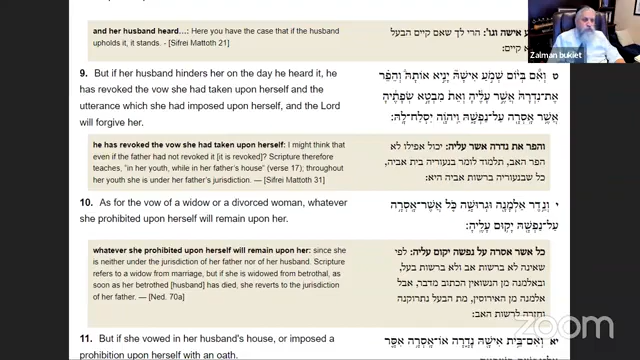 and her husband heard…: Here you have the case that if the husband
upholds it, it stands. - [Sifrei Mattoth 21]
אישה וגו': הרי לך שאם קיים הבעל
קיים:
Zalman bukiet
9. But if her husband hinders her on the day he heard it, he
has revoked the vow she had taken upon herself and the
utterance which she had imposed upon herself, and the Lord
will forgive her.
ט וְ֠אִ֠ם בְּי֨וֹם שְׁמֹ֣עַ אִישָׁהּ֮ יָנִ֣יא אוֹתָהּ֒ וְהֵפֵ֗ר
אֶת־נִדְרָהּ֙ אֲשֶׁ֣ר עָלֶ֔יהָ וְאֵת֙ מִבְטָ֣א שְׂפָתֶ֔יהָ
אֲשֶׁ֥ר אָסְרָ֖ה עַל־נַפְשָׁ֑הּ וַֽיהֹוָ֖ה יִסְלַח־לָֽהּ:
he has revoked the vow she had taken upon herself: I might think that
even if the father had not revoked it [it is revoked]? Scripture therefore
teaches, "in her youth, while in her father's house" (verse 17); throughout
her youth she is under her father's jurisdiction. — [Sifrei Mattoth 31]
והפר את נדרה אשר עליה: יכול אפילו לא
הפר האב, תלמוד לומר בנעוריה בית אביה,
כל שבנעוריה ברשות אביה היא:
10. As for the vow of a widow or a divorced woman, whatever
she prohibited upon herself will remain upon her.
י וְנֵ֥דֶר אַלְמָנָ֖ה וּגְרוּשָׁ֑ה כֹּ֛ל אֲשֶׁר־אָסְרָ֥ה
עַל־נַפְשָׁ֖הּ יָק֥וּם עָלֶֽיהָ:
whatever she prohibited upon herself will remain upon her: since she
is neither under the jurisdiction of her father nor of her husband. Scripture
refers to a widow from marriage, but if she is widowed from betrothal, as
soon as her betrothed [husband] has died, she reverts to the jurisdiction
of her father. — [Ned. 70a]
כל אשר אסרה על נפשה יקום עליה: לפי
שאינה לא ברשות אב ולא ברשות בעל,
ובאלמנה מן הנשואין הכתוב מדבר, אבל
אלמנה מן האירוסין, מת הבעל נתרוקנה
וחזרה לרשות האב:
zoom
11. But if she vowed in her husband's house, or imposed a
prohibition upon herself with an oath.
יא וְאִם־בֵּ֥ית אִישָׁ֖הּ נָדָ֑רָה אֽוֹ־אָסְרָ֥ה אִסָּ֛ר